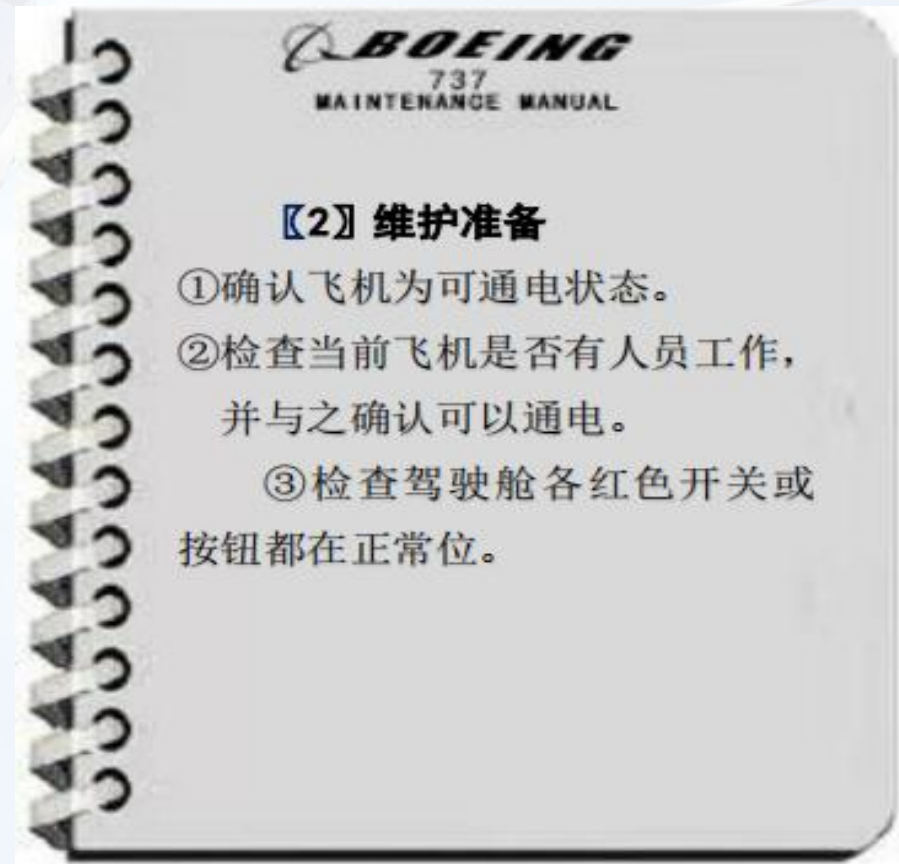 BOEING
737
MAINTENANCE MANUAL
〖2〗维护准备
①确认飞机为可通电状态。
②检查当前飞机是否有人员工作，
并与之确认可以通电。
③检查驾驶舱各红色开关或
按钮都在正常位。